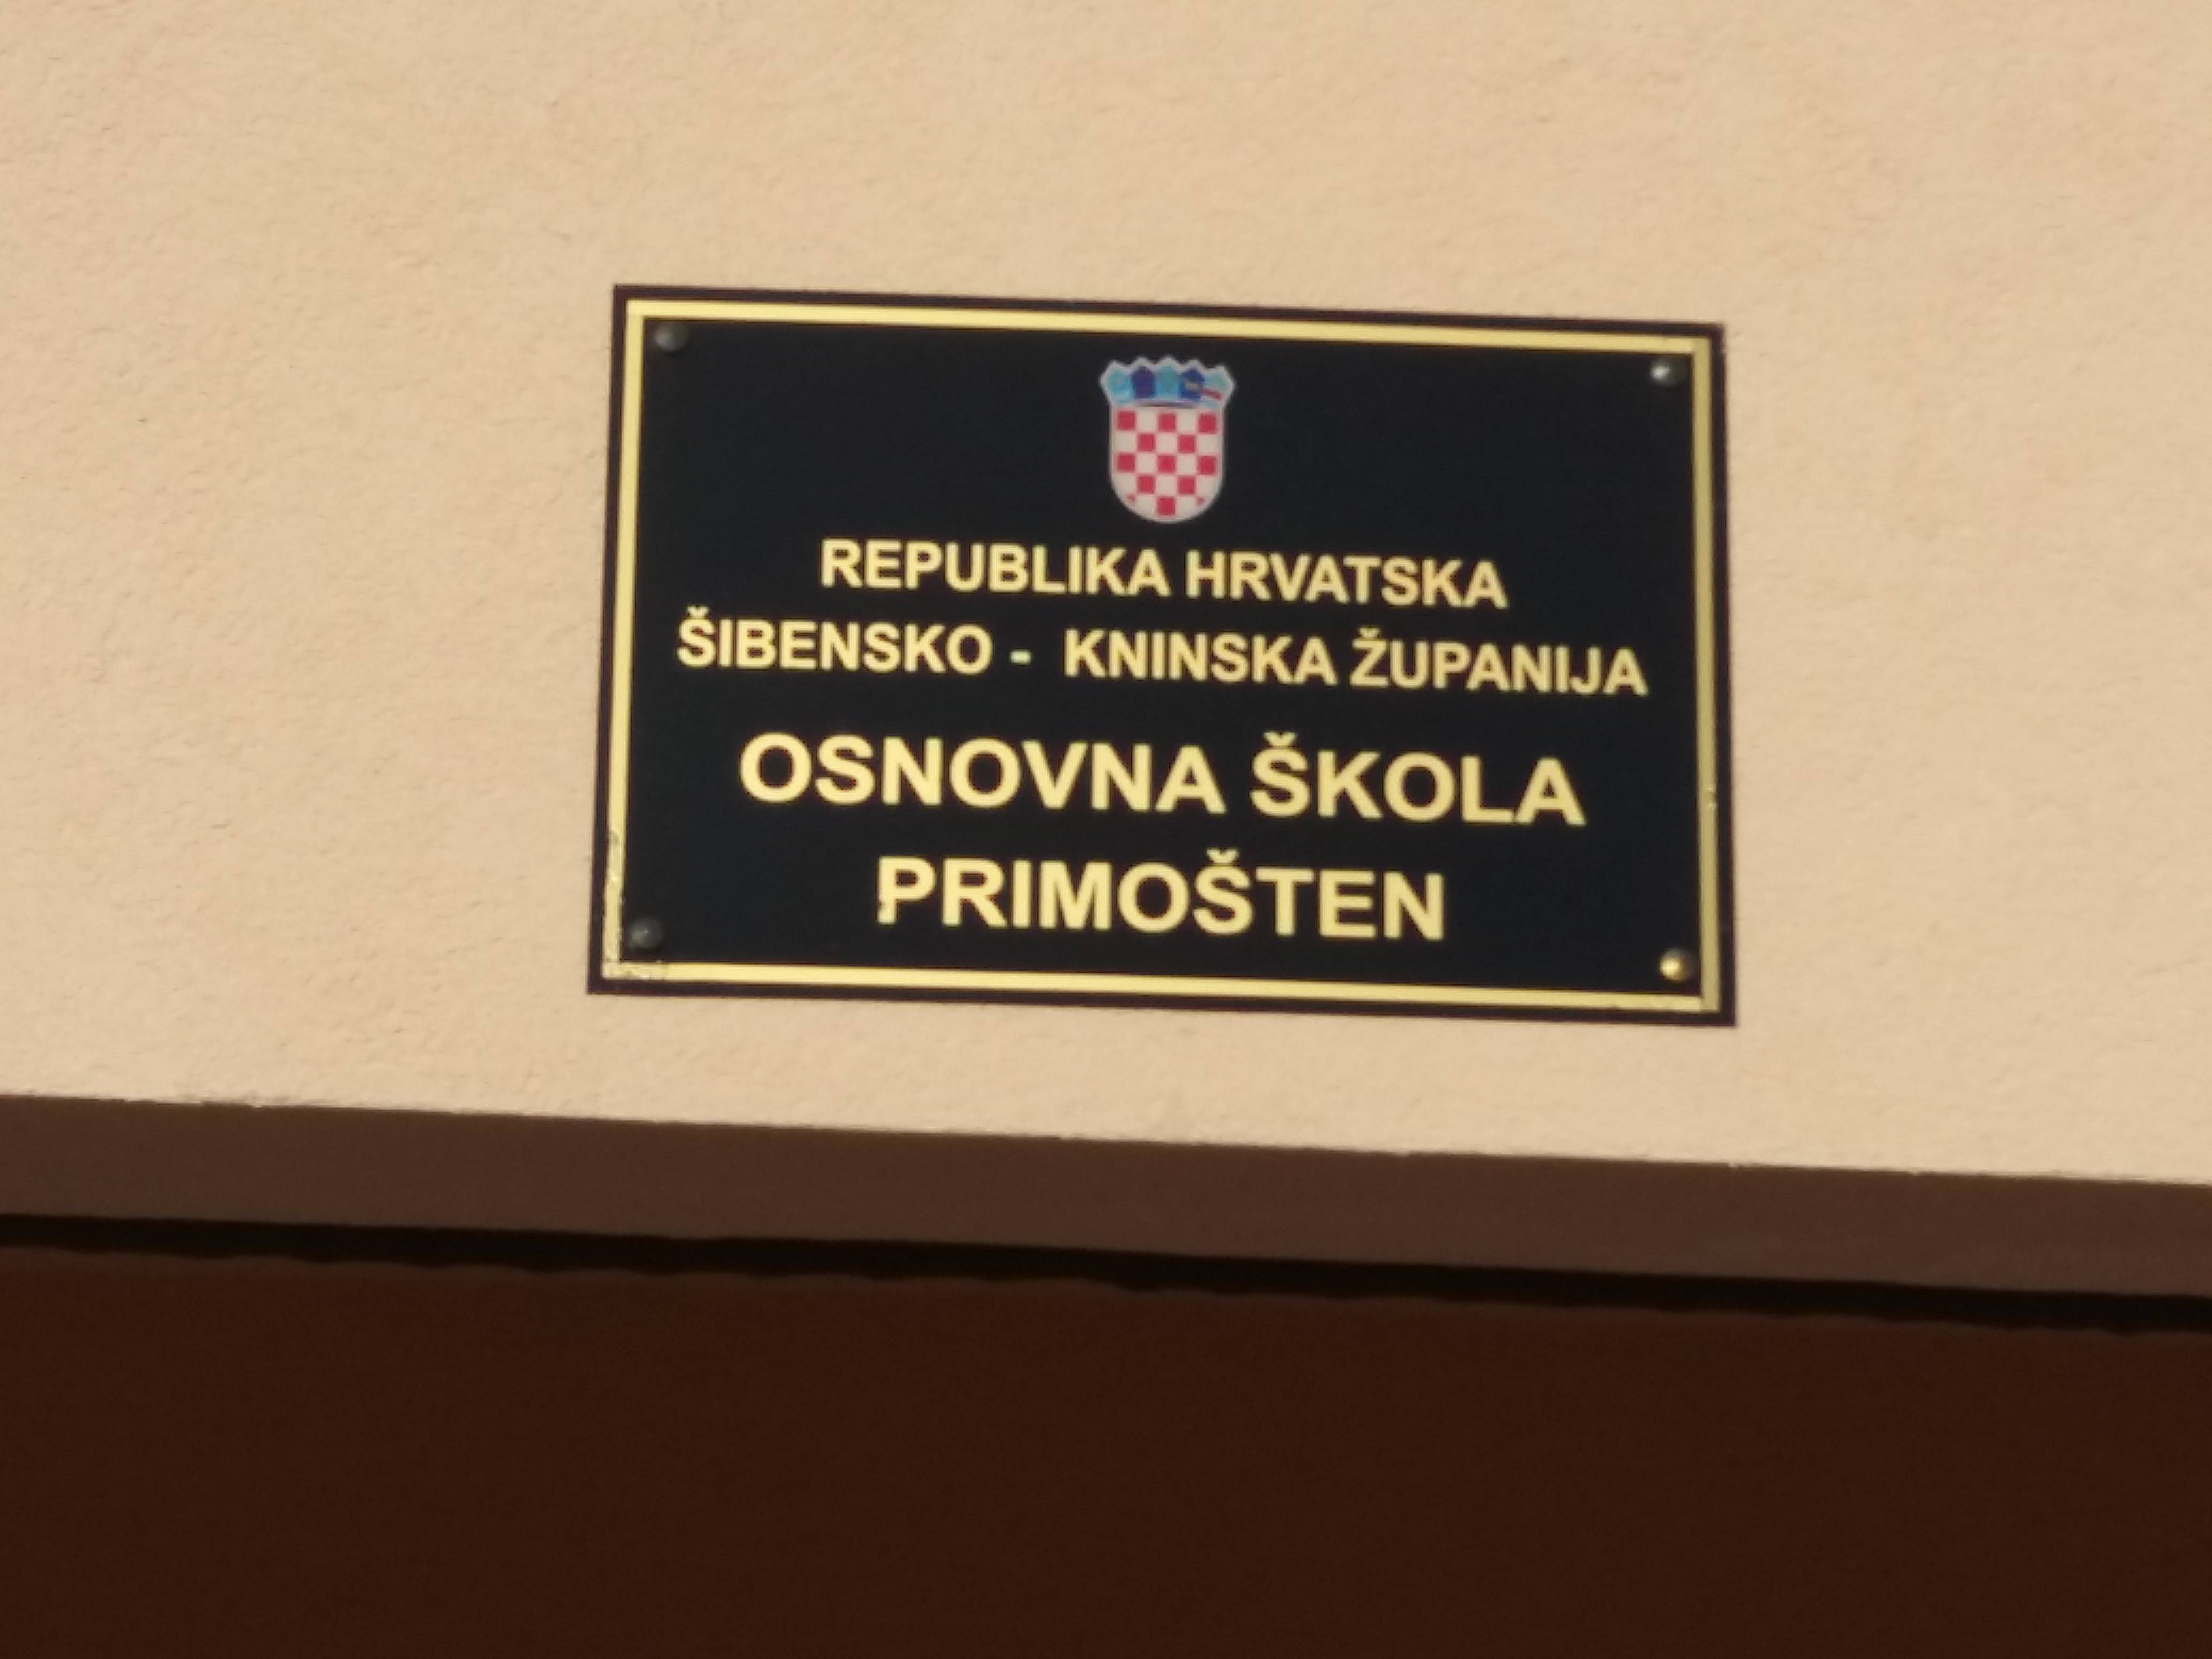 REPUBLIKA HRVATSKA
ŠIBENSKO - KNINSKA ŽUPANIJA
OSNOVNA ŠKOLA
PRIMOŠTEN